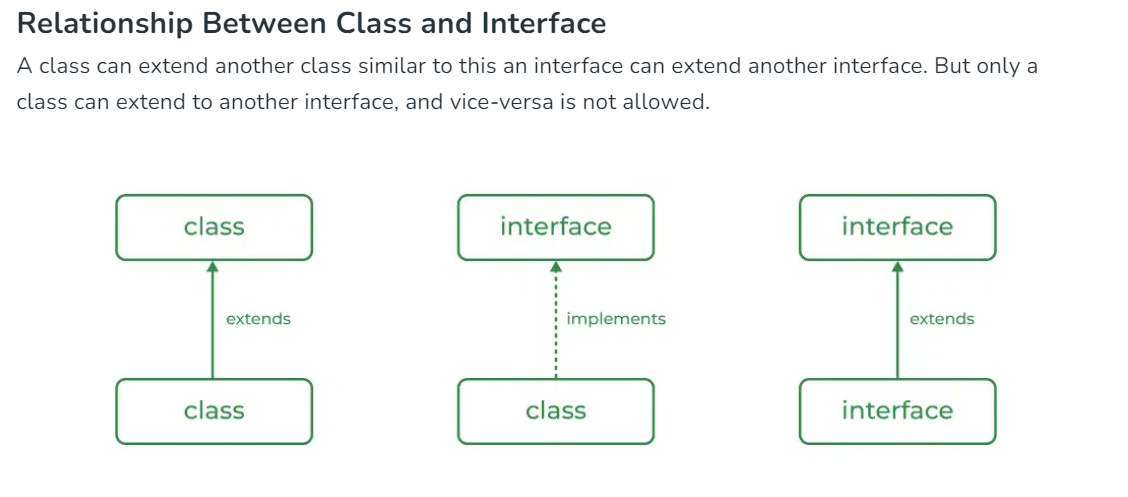 Relationship Between Class and Interface
A class can extend another class similar to this an interface can extend another interface. But only a
class can extend to another interface, and vice-versa is not allowed.
class
interface
interface
extends
implements
extends
class
class
interface